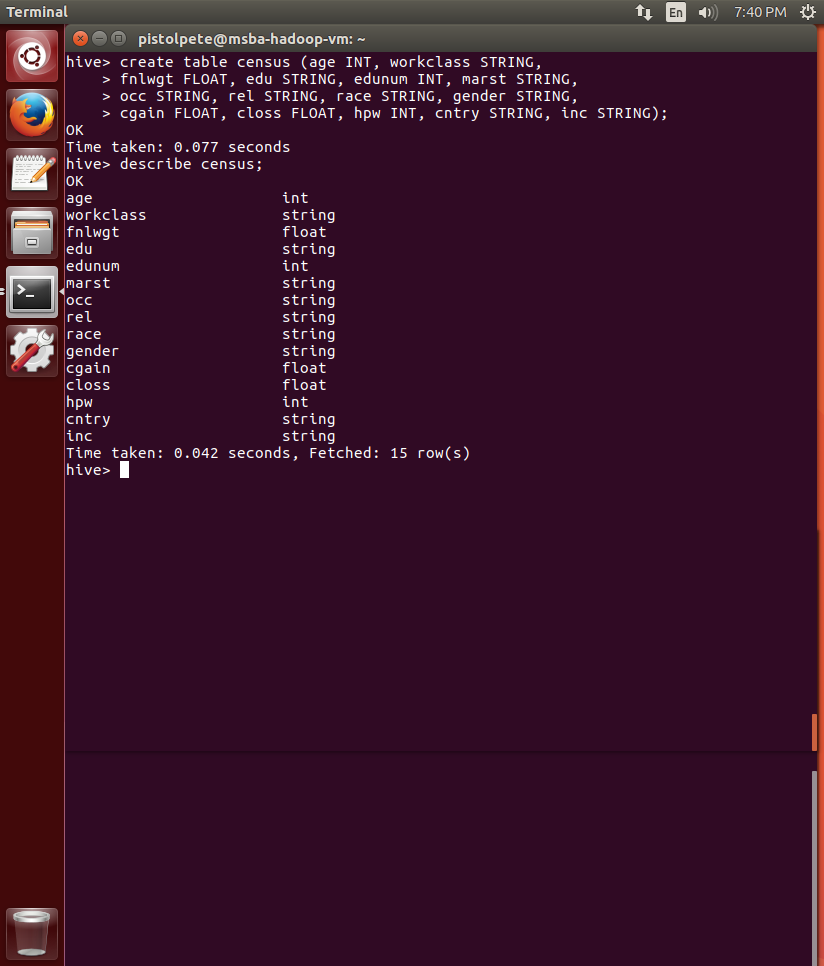 Terminal
En
7:40 PM
pistolpete@msba-hadoop-vm: ~
hive> create table census (age INT, workclass STRING,
    > fnlwgt FLOAT, edu STRING, edunum INT, marst STRING,
    > occ STRING, rel STRING, race STRING, gender STRING,
    > cgain FLOAT, closs FLOAT, hpw INT, cntry STRING, inc STRING);
OK
Time taken: 0.077 seconds
hive> describe census;
OK
age                     int
workclass               string
fnlwgt                  float
edu                     string
edunum                  int
marst                   string
occ                     string
rel                     string
race                    string
gender                  string
cgain                   float
closs                   float
hpw                     int
cntry                   string
inc                     string
Time taken: 0.042 seconds, Fetched: 15 row(s)
hive>